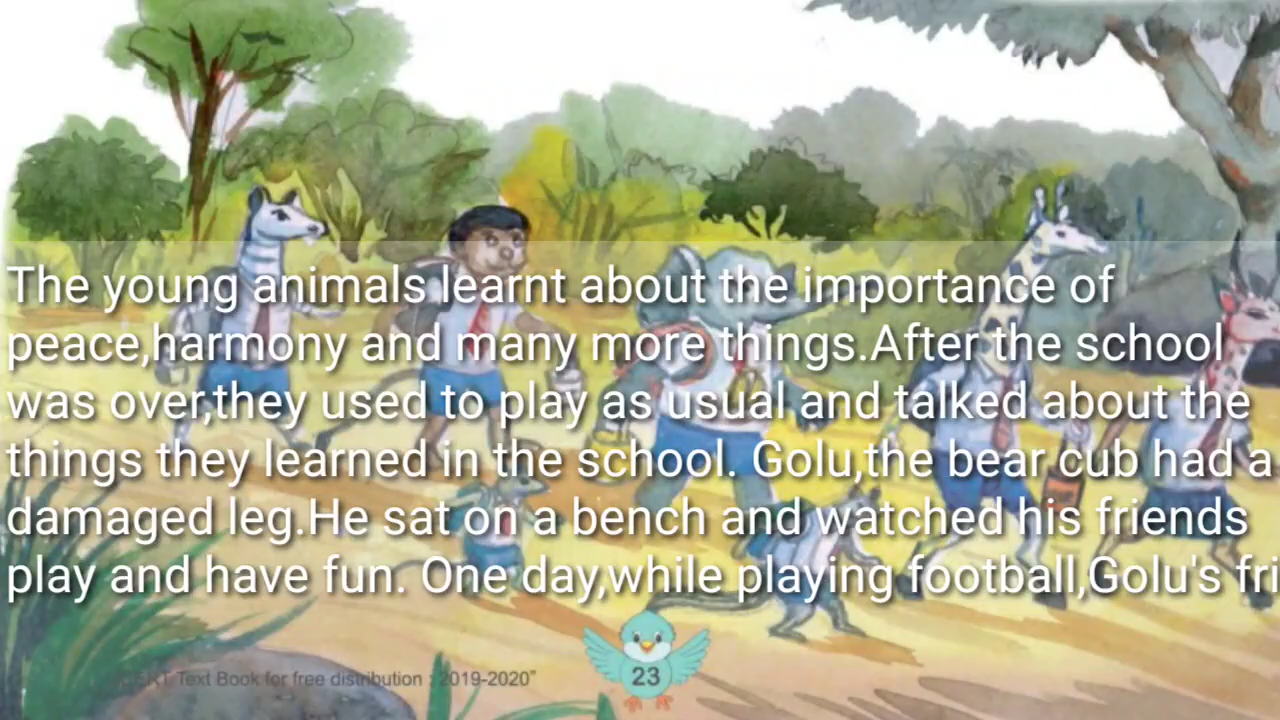 The young animals learnt about the importance of
peace,harmony and many more things.After the school
was over,they used to play as usual and talked about the
things they learned in the school. Golu,the bear cub had a
damaged leg.He sat on a bench and watched his friends
play and have fun. One day,while playing football,Golu's fri
Text Book for free distribution : 2019-2020”
23